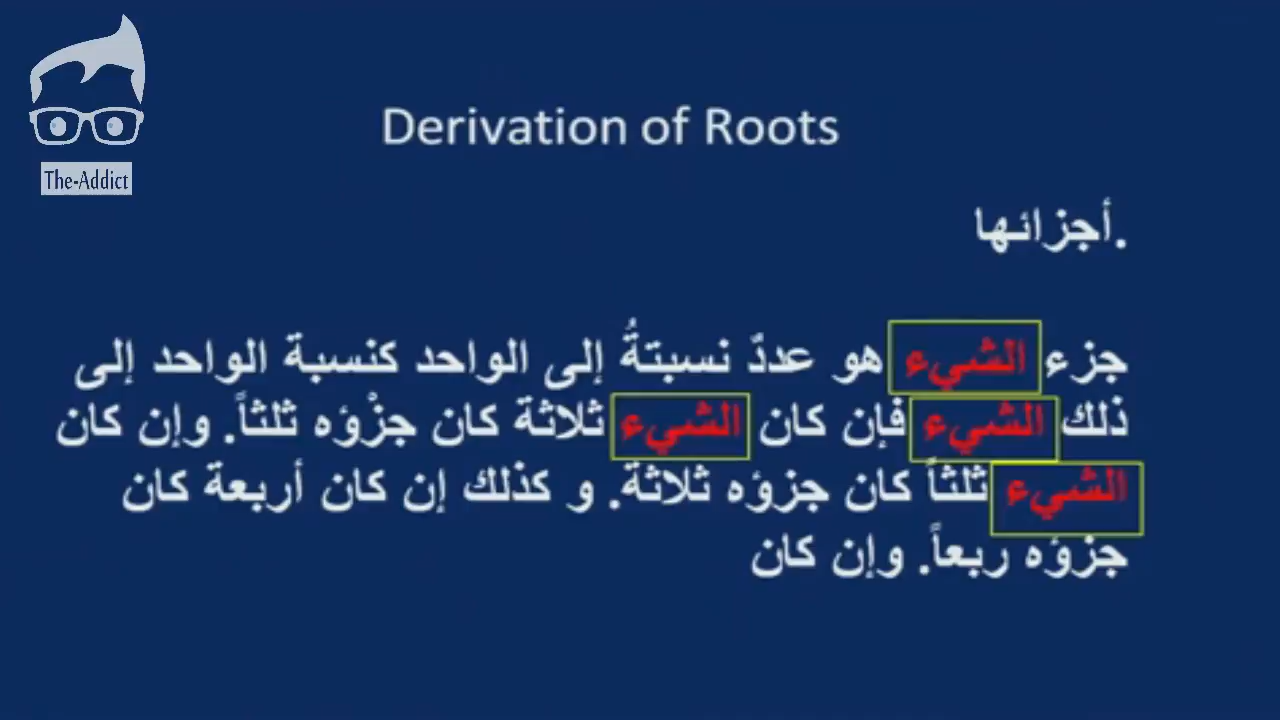 The-Addict
Derivation of Roots
أجزائها.
جزء الشيء هو عددٌ نسبتةُ إلى الواحد كنسبة الواحد إلى
ذلك الشيء فإن كان الشيء ثلاثة كان جزْؤه ثلثاً. وإن كان
الشيء ثلثاً كان جزؤه ثلاثة. و كذلك إن كان أربعة كان
جزؤه ربعاً. وإن كان